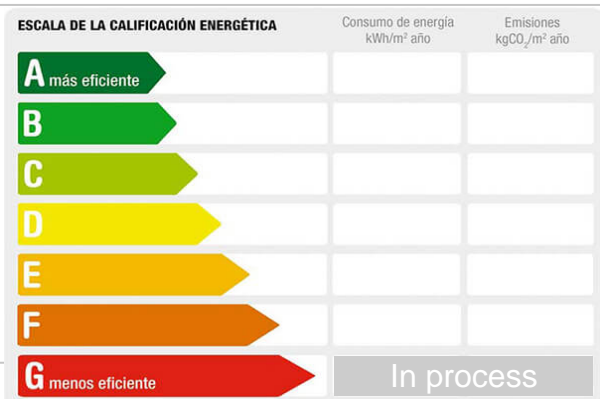 ESCALA DE LA CALIFICACIÓN ENERGÉTICA
Consumo de energía
kWh/m² año
Emisiones
kgCO₂/m² año
A más eficiente
B
C
D
E
F
G menos eficiente
In process